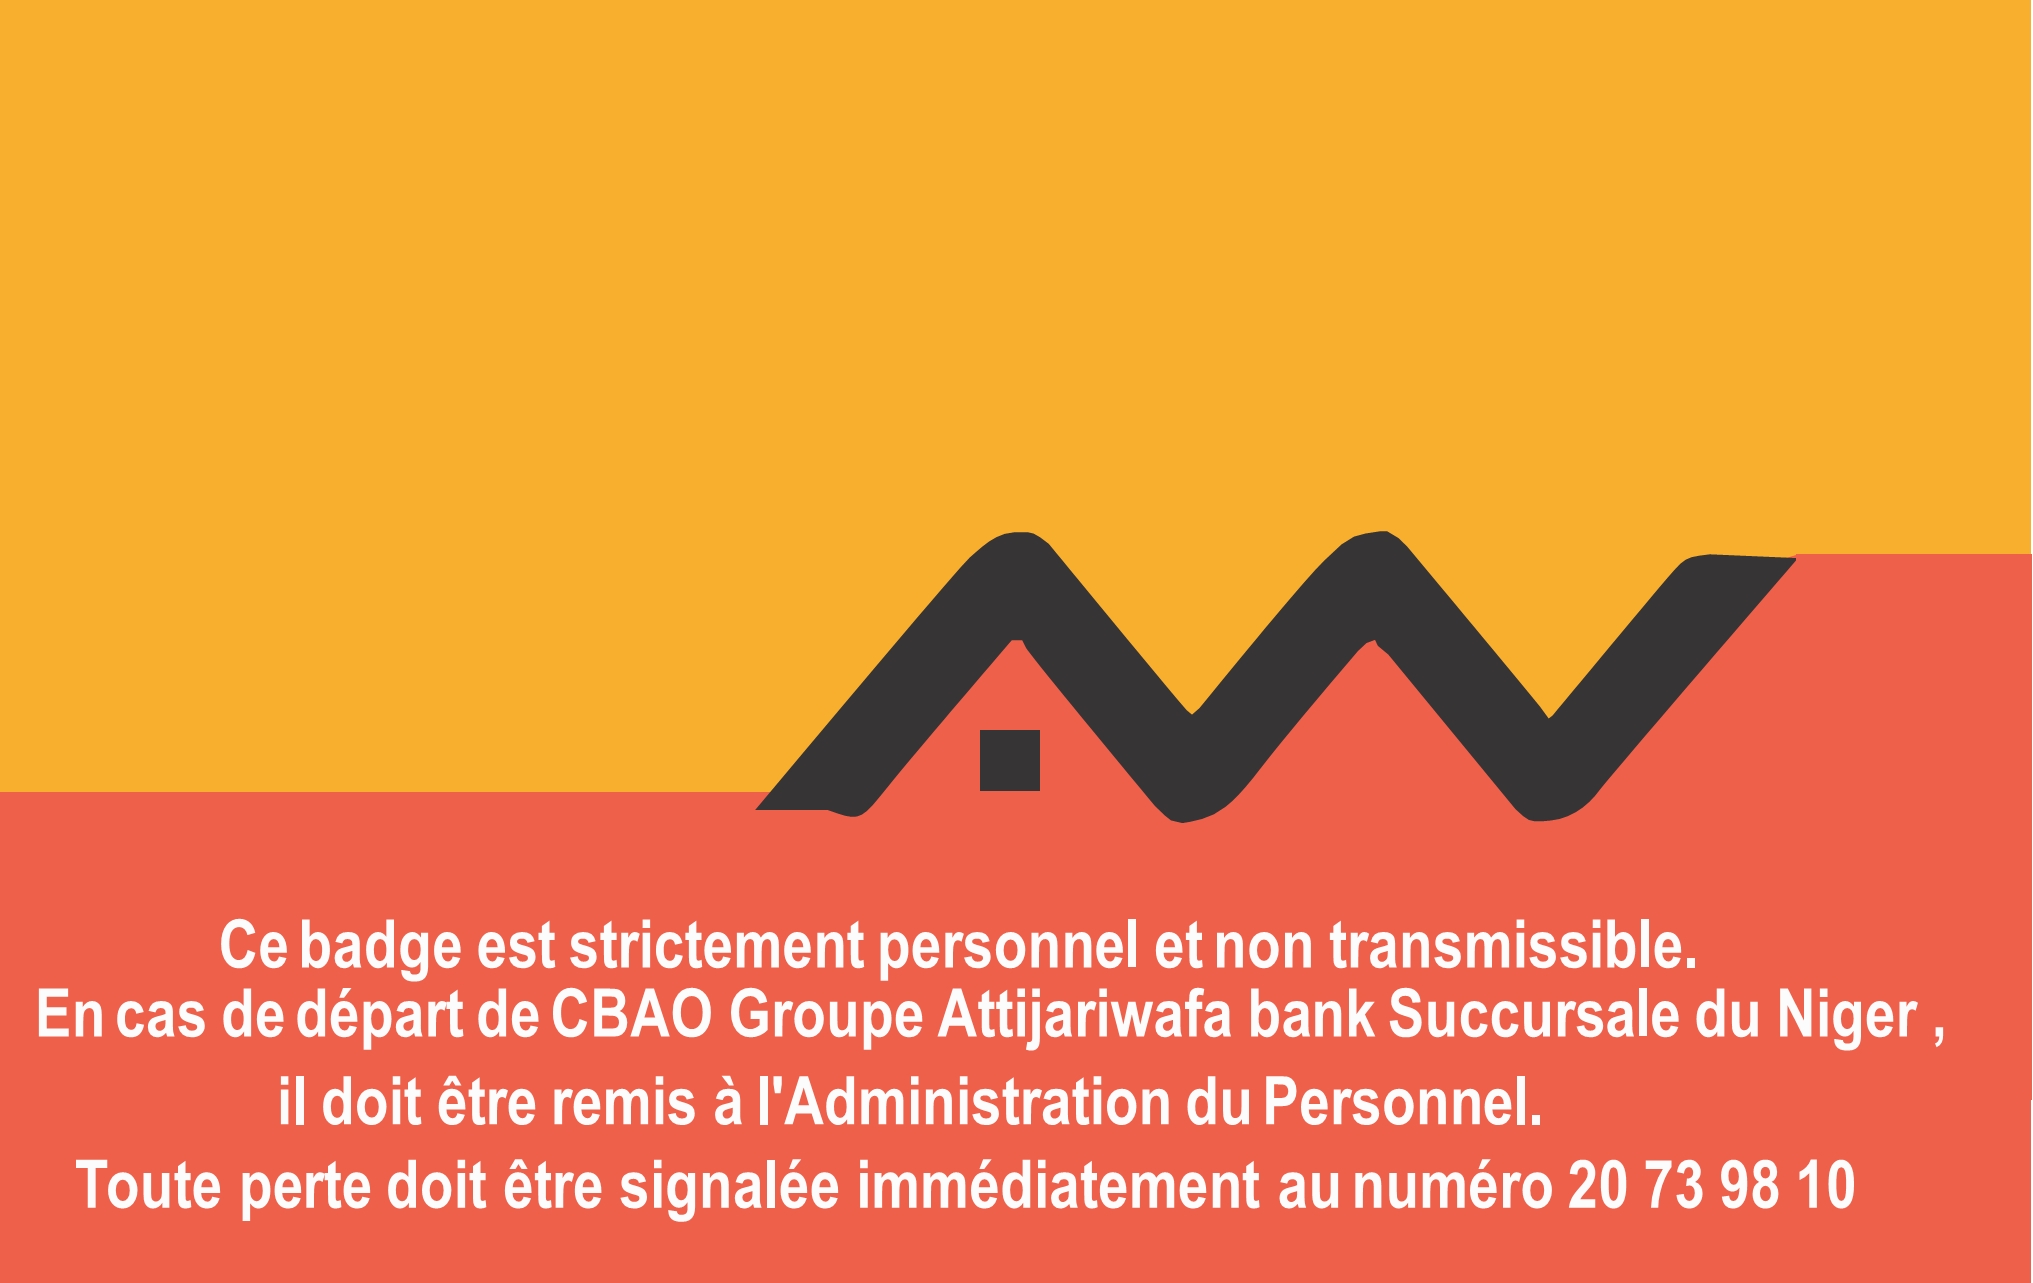 Ce badge est strictement personnel et non transmissible.
En cas de départ de CBAO Groupe Attijariwafa bank Succursale du Niger ,
il doit être remis à l'Administration du Personnel.
Toute perte doit être signalée immédiatement au numéro 20 73 98 10